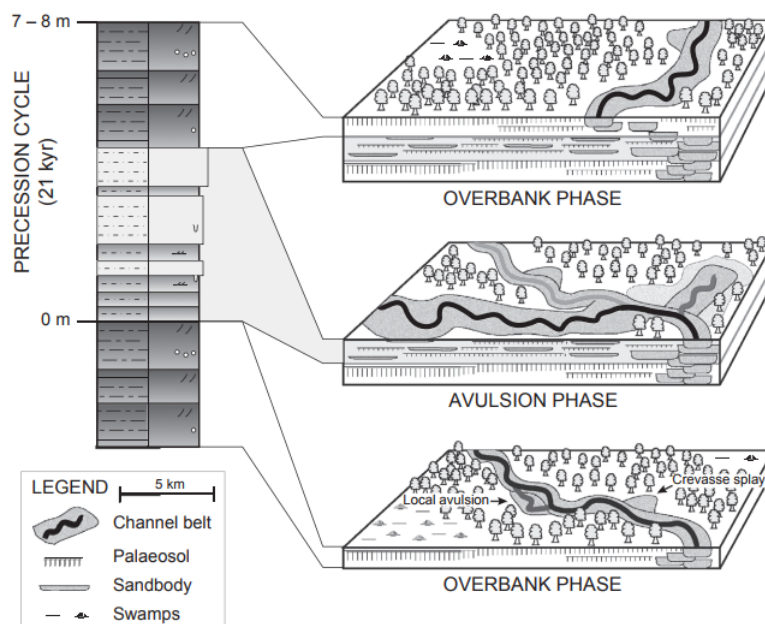 7 – 8 m
PRECESSION CYCLE
(21 kyr)
0 m
OVERBANK PHASE
AVULSION PHASE
Local avulsion
Crevasse splay
OVERBANK PHASE
LEGEND
5 km
Channel belt
Palaeosol
Sandbody
Swamps